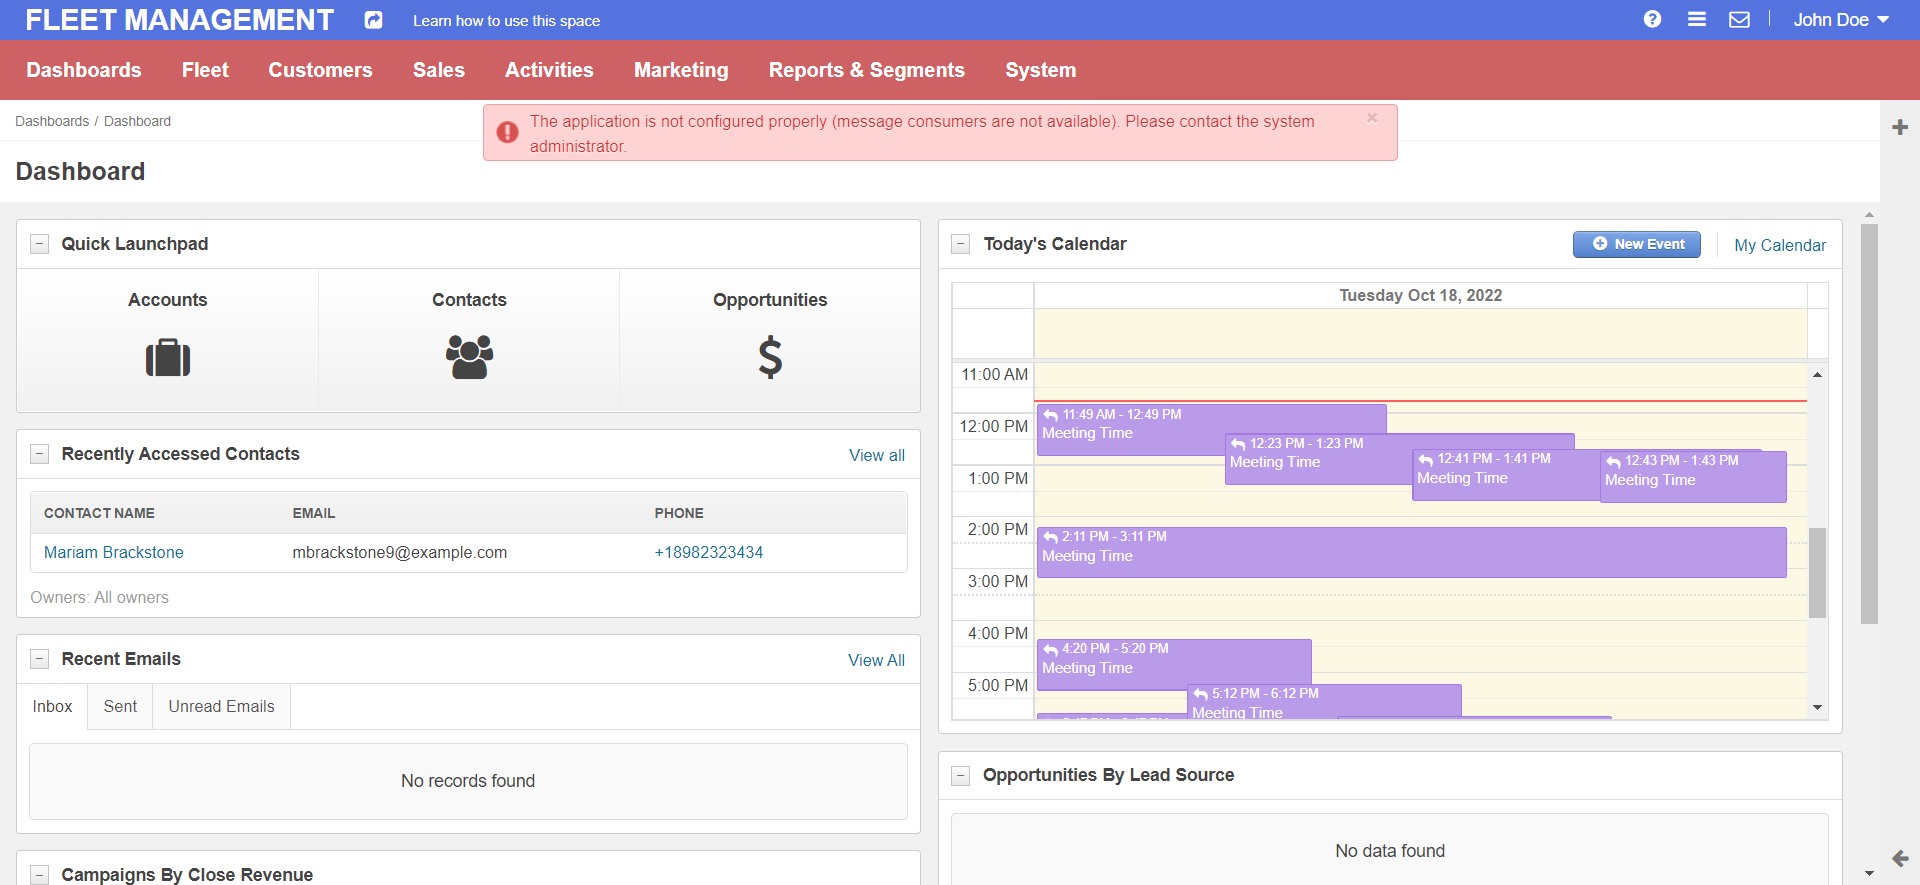 FLEET MANAGEMENT
Learn how to use this space
John Doe
Dashboards Fleet Customers Sales Activities Marketing Reports & Segments System
Dashboards / Dashboard
The application is not configured properly (message consumers are not available). Please contact the system
administrator.
×
Dashboard
Quick Launchpad
Accounts
Contacts
Opportunities
Recently Accessed Contacts
View all
CONTACT NAME EMAIL PHONE
Mariam Brackstone mbrackstone9@example.com +18982323434
Owners: All owners
Recent Emails
View All
Inbox Sent Unread Emails
No records found
Campaigns By Close Revenue
Today's Calendar
New Event
My Calendar
Tuesday Oct 18, 2022
11:00 AM
12:00 PM
1:00 PM
2:00 PM
3:00 PM
4:00 PM
5:00 PM
11:49 AM - 12:49 PM
Meeting Time
12:23 PM - 1:23 PM
Meeting Time
12:41 PM - 1:41 PM
Meeting Time
12:43 PM - 1:43 PM
Meeting Time
2:11 PM - 3:11 PM
Meeting Time
4:20 PM - 5:20 PM
Meeting Time
5:12 PM - 6:12 PM
Meeting Time
Opportunities By Lead Source
No data found